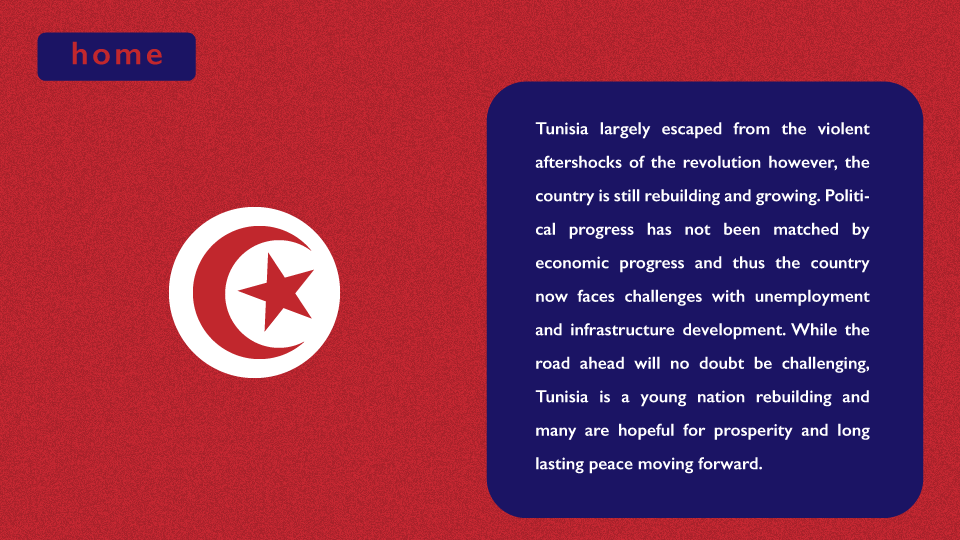 home
Tunisia largely escaped from the violent
aftershocks of the revolution however, the
country is still rebuilding and growing. Politi-
cal progress has not been matched by
economic progress and thus the country
now faces challenges with unemployment
and infrastructure development. While the
road ahead will no doubt be challenging,
Tunisia is a young nation rebuilding and
many are hopeful for prosperity and long
lasting peace moving forward.